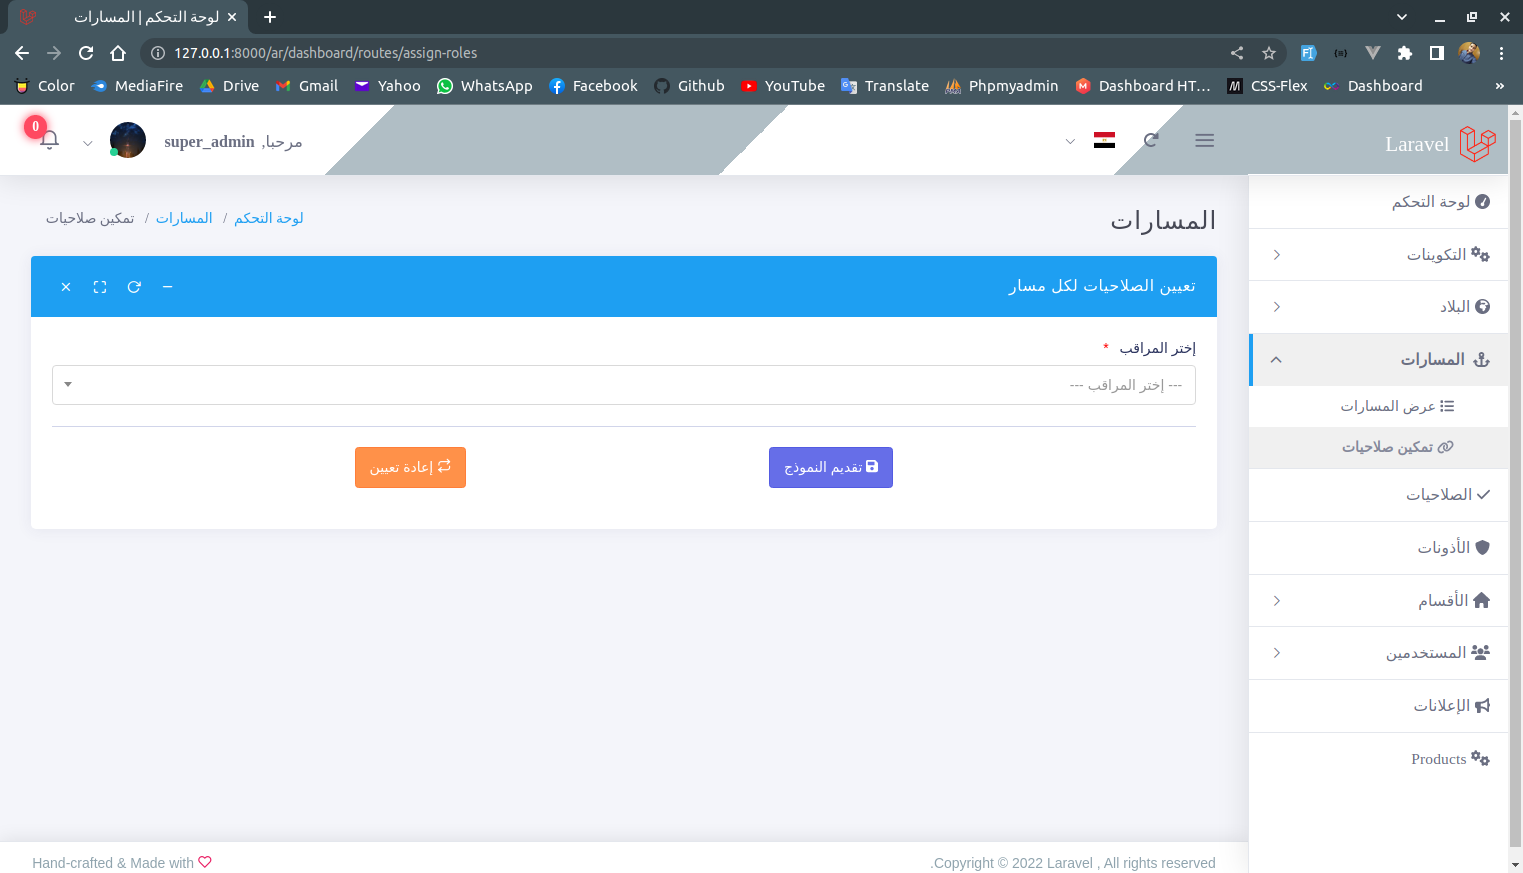 لوحة التحكم | المسارات
127.0.0.1:8000/ar/dashboard/routes/assign-roles
Color
MediaFire
Drive
Gmail
Yahoo
WhatsApp
Facebook
Github
YouTube
Translate
Phpmyadmin
Dashboard HT…
CSS-Flex
Dashboard
»
Laravel
مرحبا, super_admin
0
لوحة التحكم
التكوينات
البلاد
المسارات
عرض المسارات
تمكين صلاحيات
الصلاحيات
الأذونات
الأقسام
المستخدمين
الإعلانات
Products
المسارات
لوحة التحكم / المسارات / تمكين صلاحيات
تعيين الصلاحيات لكل مسار
إختر المراقب *
--- إختر المراقب ---
تقديم النموذج
إعادة تعيين
.Copyright © 2022 Laravel , All rights reserved
Hand-crafted & Made with